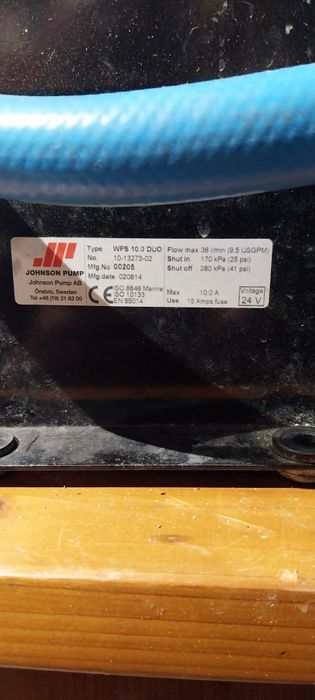 JOHNSON PUMP
Johnson Pump AB
Örebro, Sweden
Tel +46 (19) 21 83 00
Type WPS 10.0 DUO
No. 10-13273-02
Mfg.No 00205
Mfg.date 020814
CE
ISO 8846 Marine
ISO 10133
EN 55014
Flow max 36 l/min (9.5 USGPM)
Shut in 170 kPa (25 psi)
Shut off 280 kPa (41 psi)
Max 10,0 A
Use 15 Amps fuse
Voltage
24 V